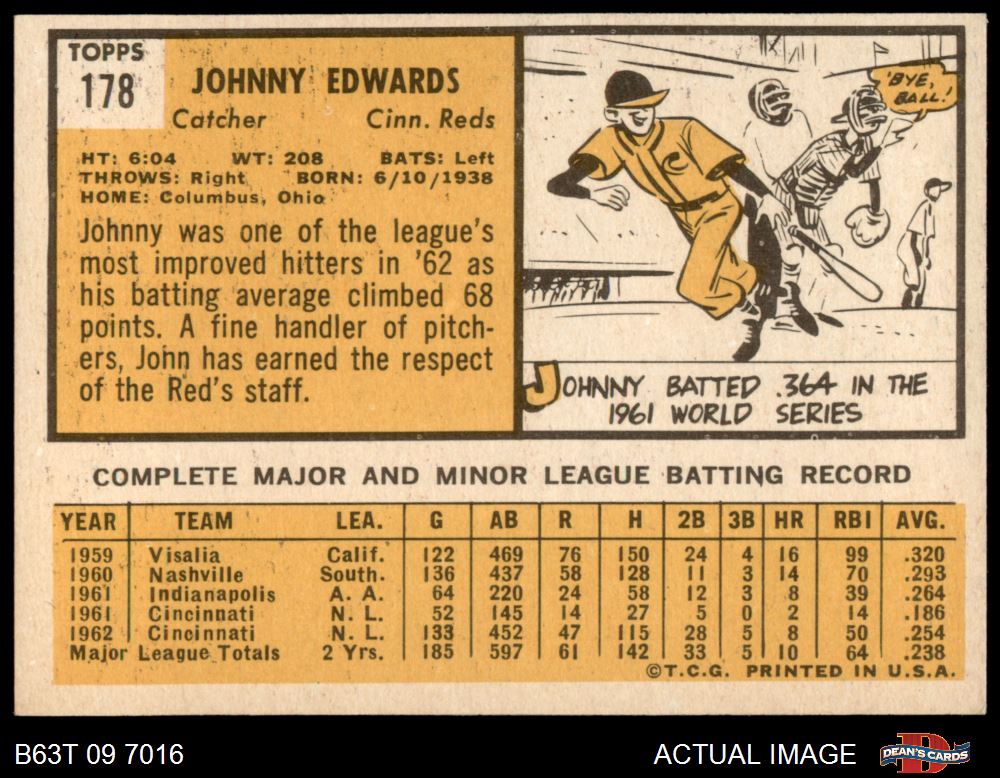 TOPPS
178
JOHNNY EDWARDS
Catcher Cinn. Reds
HT: 6:04 WT: 208 BATS: Left
THROWS: Right BORN: 6/10/1938
HOME: Columbus, Ohio
Johnny was one of the league's
most improved hitters in '62 as
his batting average climbed 68
points. A fine handler of pitch-
ers, John has earned the respect
of the Red's staff.
'BYE,
BALL!
C
JOHNNY BATTED .364 IN THE
1961 WORLD SERIES
COMPLETE MAJOR AND MINOR LEAGUE BATTING RECORD
YEAR TEAM LEA. G AB R H 2B 3B HR RBI AVG.
1959 Visalia Calif. 122 469 76 150 24 4 16 99 .320
1960 Nashville South. 136 437 58 128 11 3 14 70 .293
1961 Indianapolis A. A. 64 220 24 58 12 3 8 39 .264
1961 Cincinnati N. L. 52 145 14 27 5 0 2 14 .186
1962 Cincinnati N. L. 133 452 47 115 28 5 8 50 .254
Major League Totals 2 Yrs. 185 597 61 142 33 5 10 64 .238
©T.C.G. PRINTED IN U.S.A.
B63T 09 7016 ACTUAL IMAGE DEAN'S CARDS